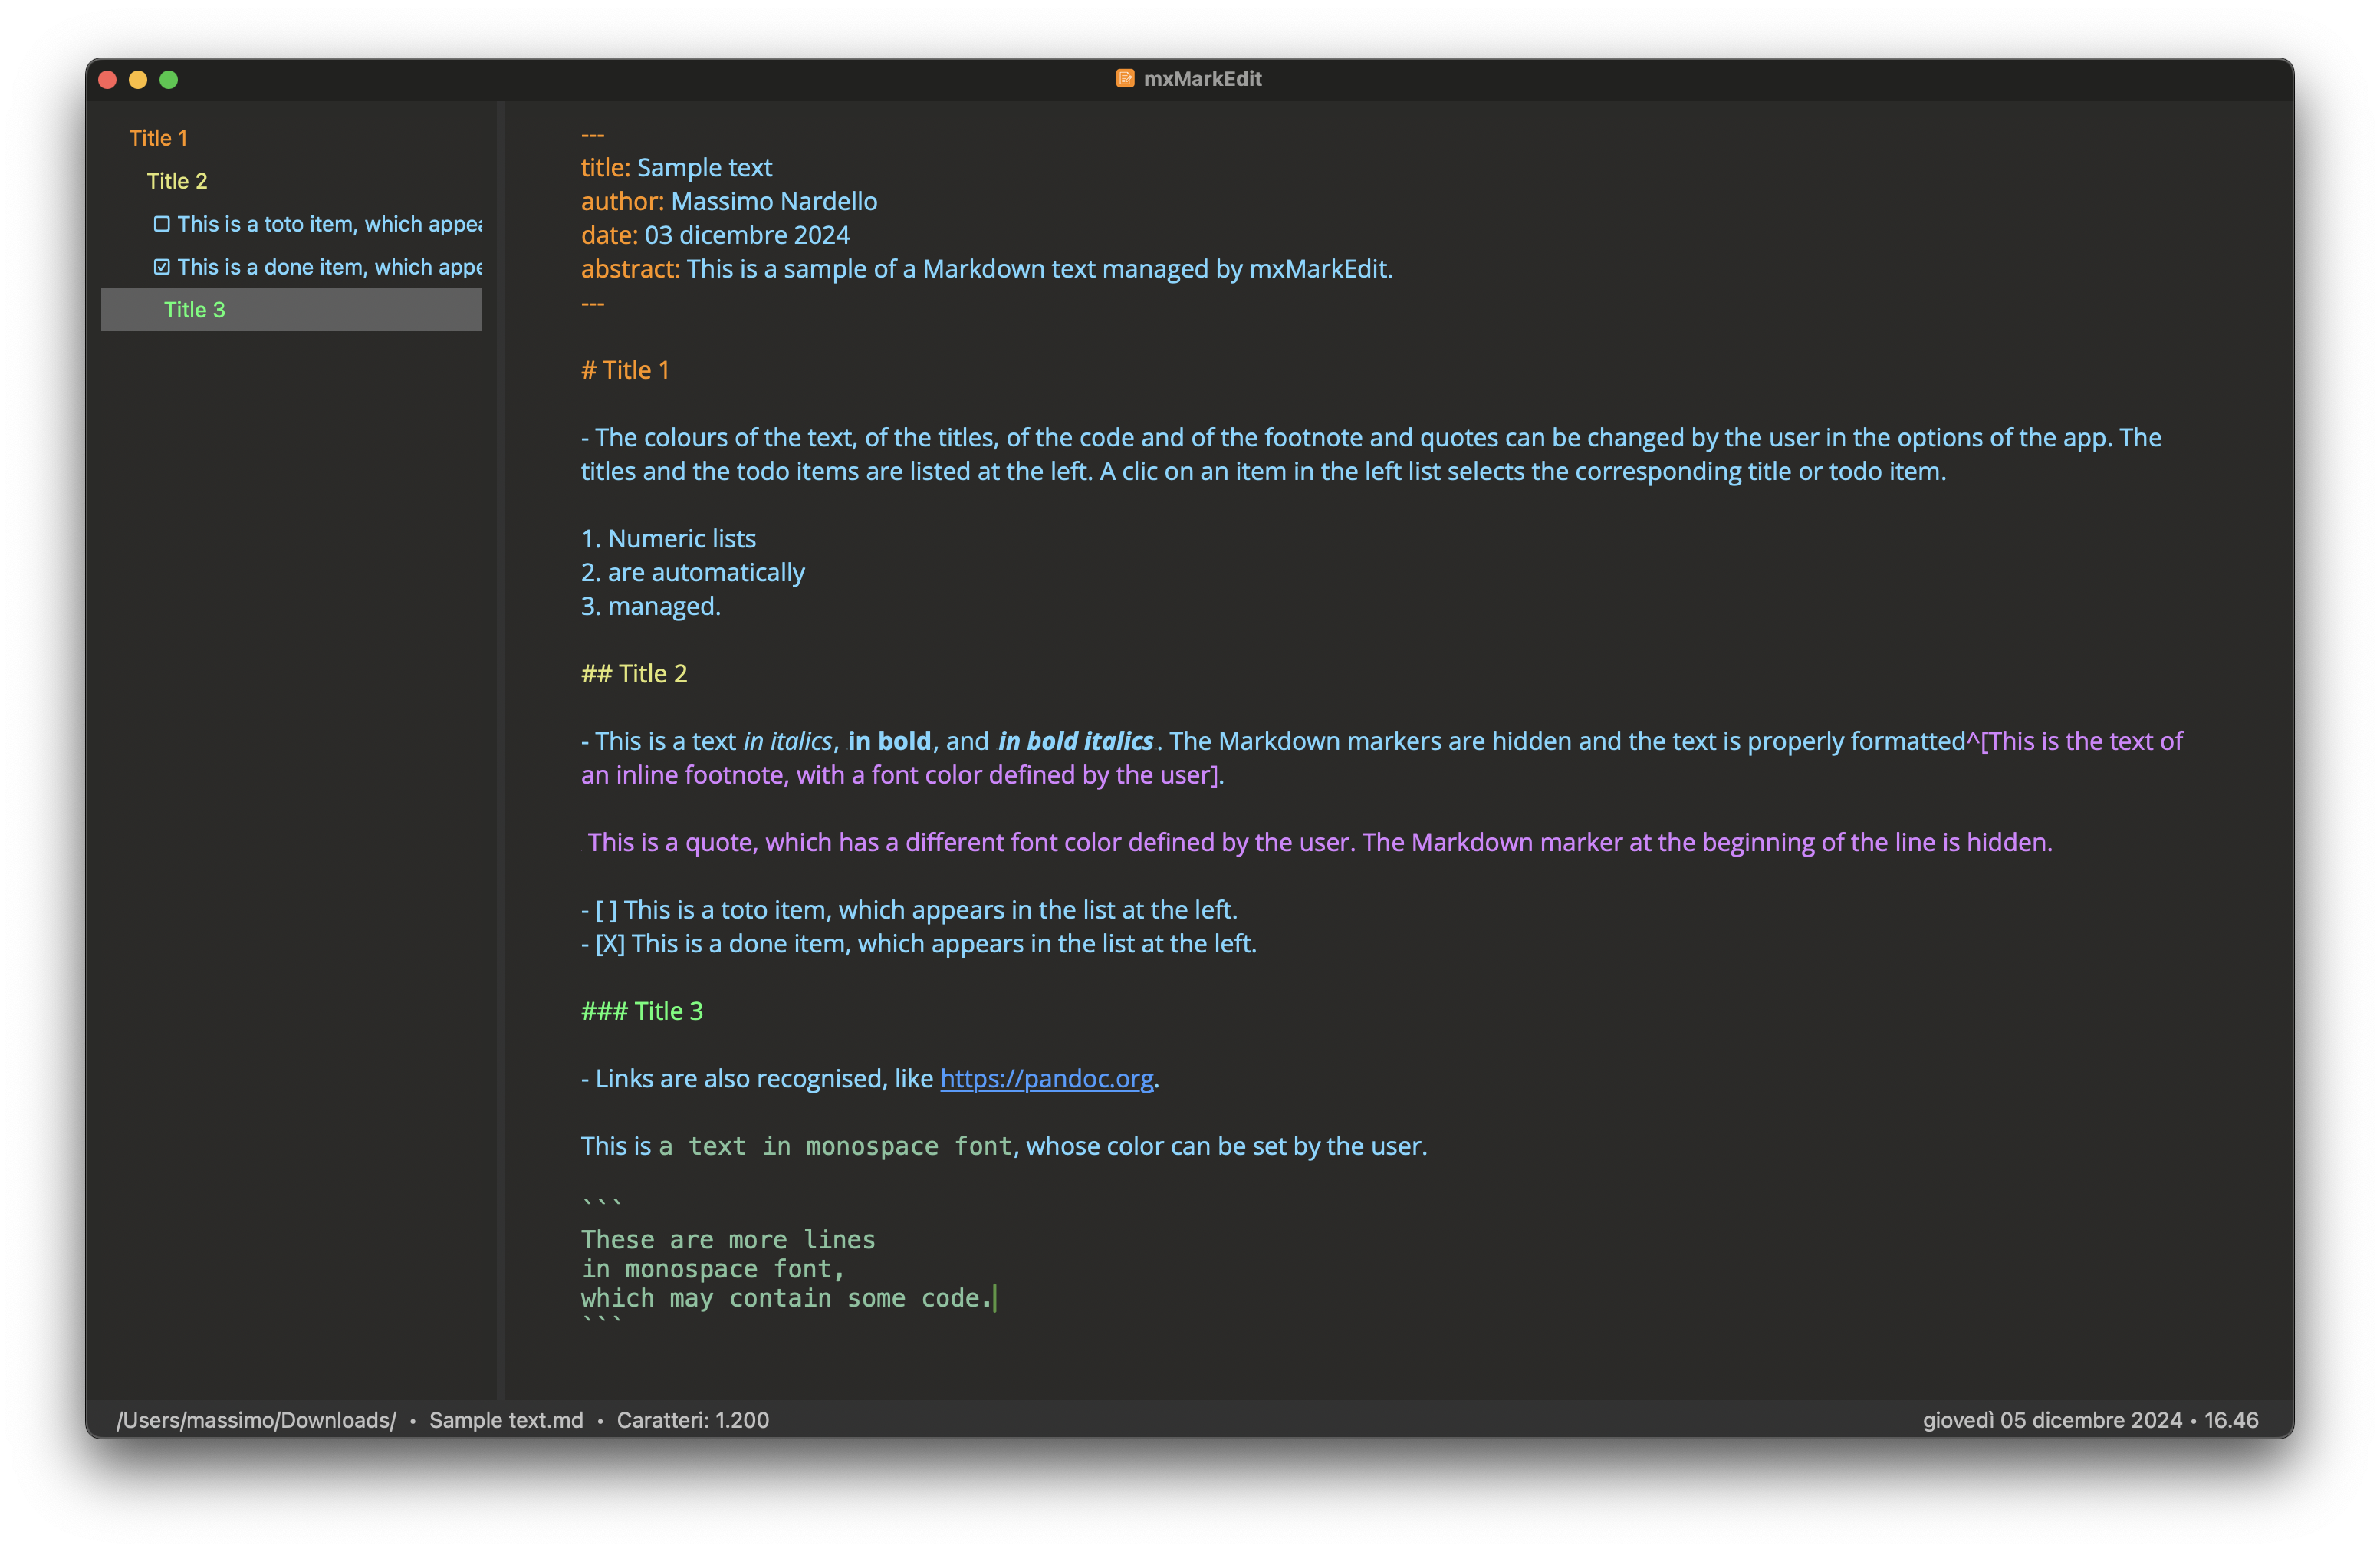 mxMarkEdit
Title 1
Title 2
This is a toto item, which appea
This is a done item, which appe
Title 3
---
title: Sample text
author: Massimo Nardello
date: 03 dicembre 2024
abstract: This is a sample of a Markdown text managed by mxMarkEdit.
---
# Title 1
- The colours of the text, of the titles, of the code and of the footnote and quotes can be changed by the user in the options of the app. The
titles and the todo items are listed at the left. A clic on an item in the left list selects the corresponding title or todo item.
1. Numeric lists
2. are automatically
3. managed.
## Title 2
- This is a text in italics, in bold, and in bold italics. The Markdown markers are hidden and the text is properly formatted^[This is the text of
an inline footnote, with a font color defined by the user].
This is a quote, which has a different font color defined by the user. The Markdown marker at the beginning of the line is hidden.
- [ ] This is a toto item, which appears in the list at the left.
- [X] This is a done item, which appears in the list at the left.
### Title 3
- Links are also recognised, like https://pandoc.org.
This is a text in monospace font, whose color can be set by the user.
```
These are more lines
in monospace font,
which may contain some code.
```
/Users/massimo/Downloads/ • Sample text.md • Caratteri: 1.200
giovedì 05 dicembre 2024 • 16.46